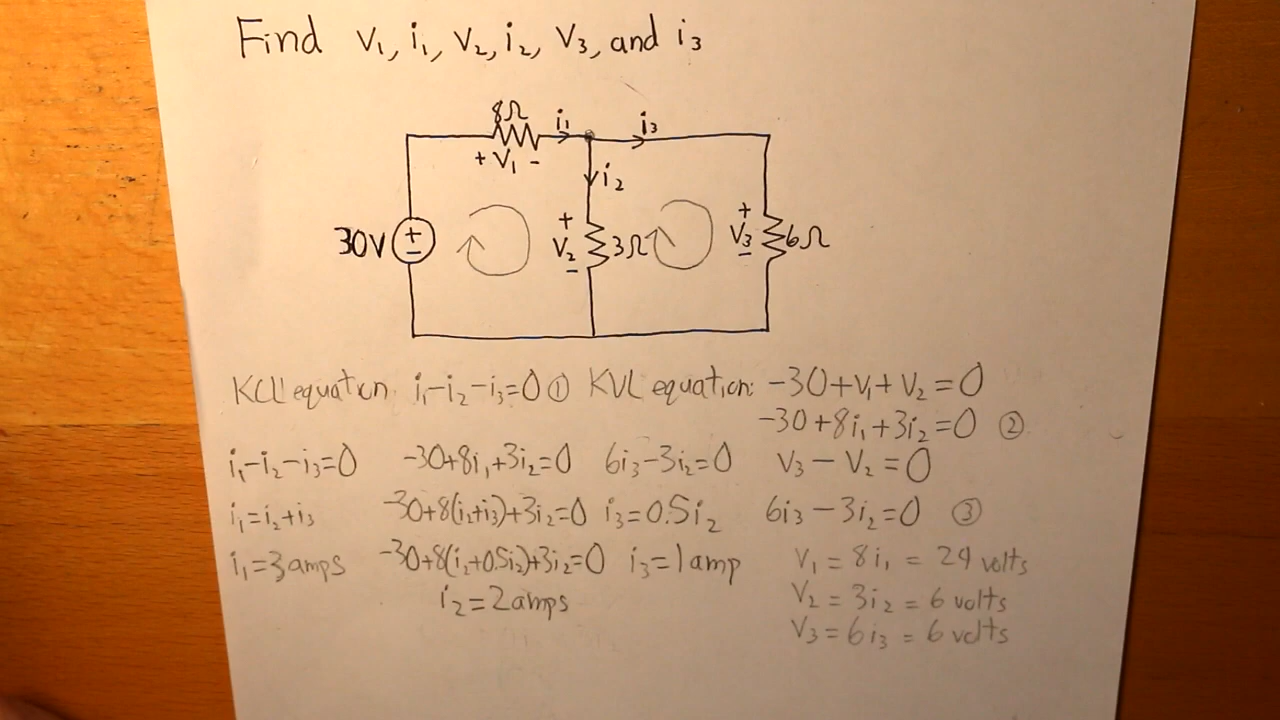 Find V₁, i₁, V₂, i₂, V₃, and i₃
8Ω i₁ i₃
+ V₁ -
i₂
30V + - + V₂ - 3Ω + V₃ - 6Ω
KCL equation: i₁-i₂-i₃=0 ① KVL equation: -30+V₁+V₂=0
-30+8i₁+3i₂=0 ②
i₁-i₂-i₃=0 -30+8i₁+3i₂=0 6i₃-3i₂=0 V₃-V₂=0
i₁=i₂+i₃ -30+8(i₂+i₃)+3i₂=0 i₃=0.5i₂ 6i₃-3i₂=0 ③
i₁=3amps -30+8(i₂+0.5i₂)+3i₂=0 i₃=1amp V₁=8i₁=24 volts
i₂=2amps V₂=3i₂=6 volts
V₃=6i₃=6 volts